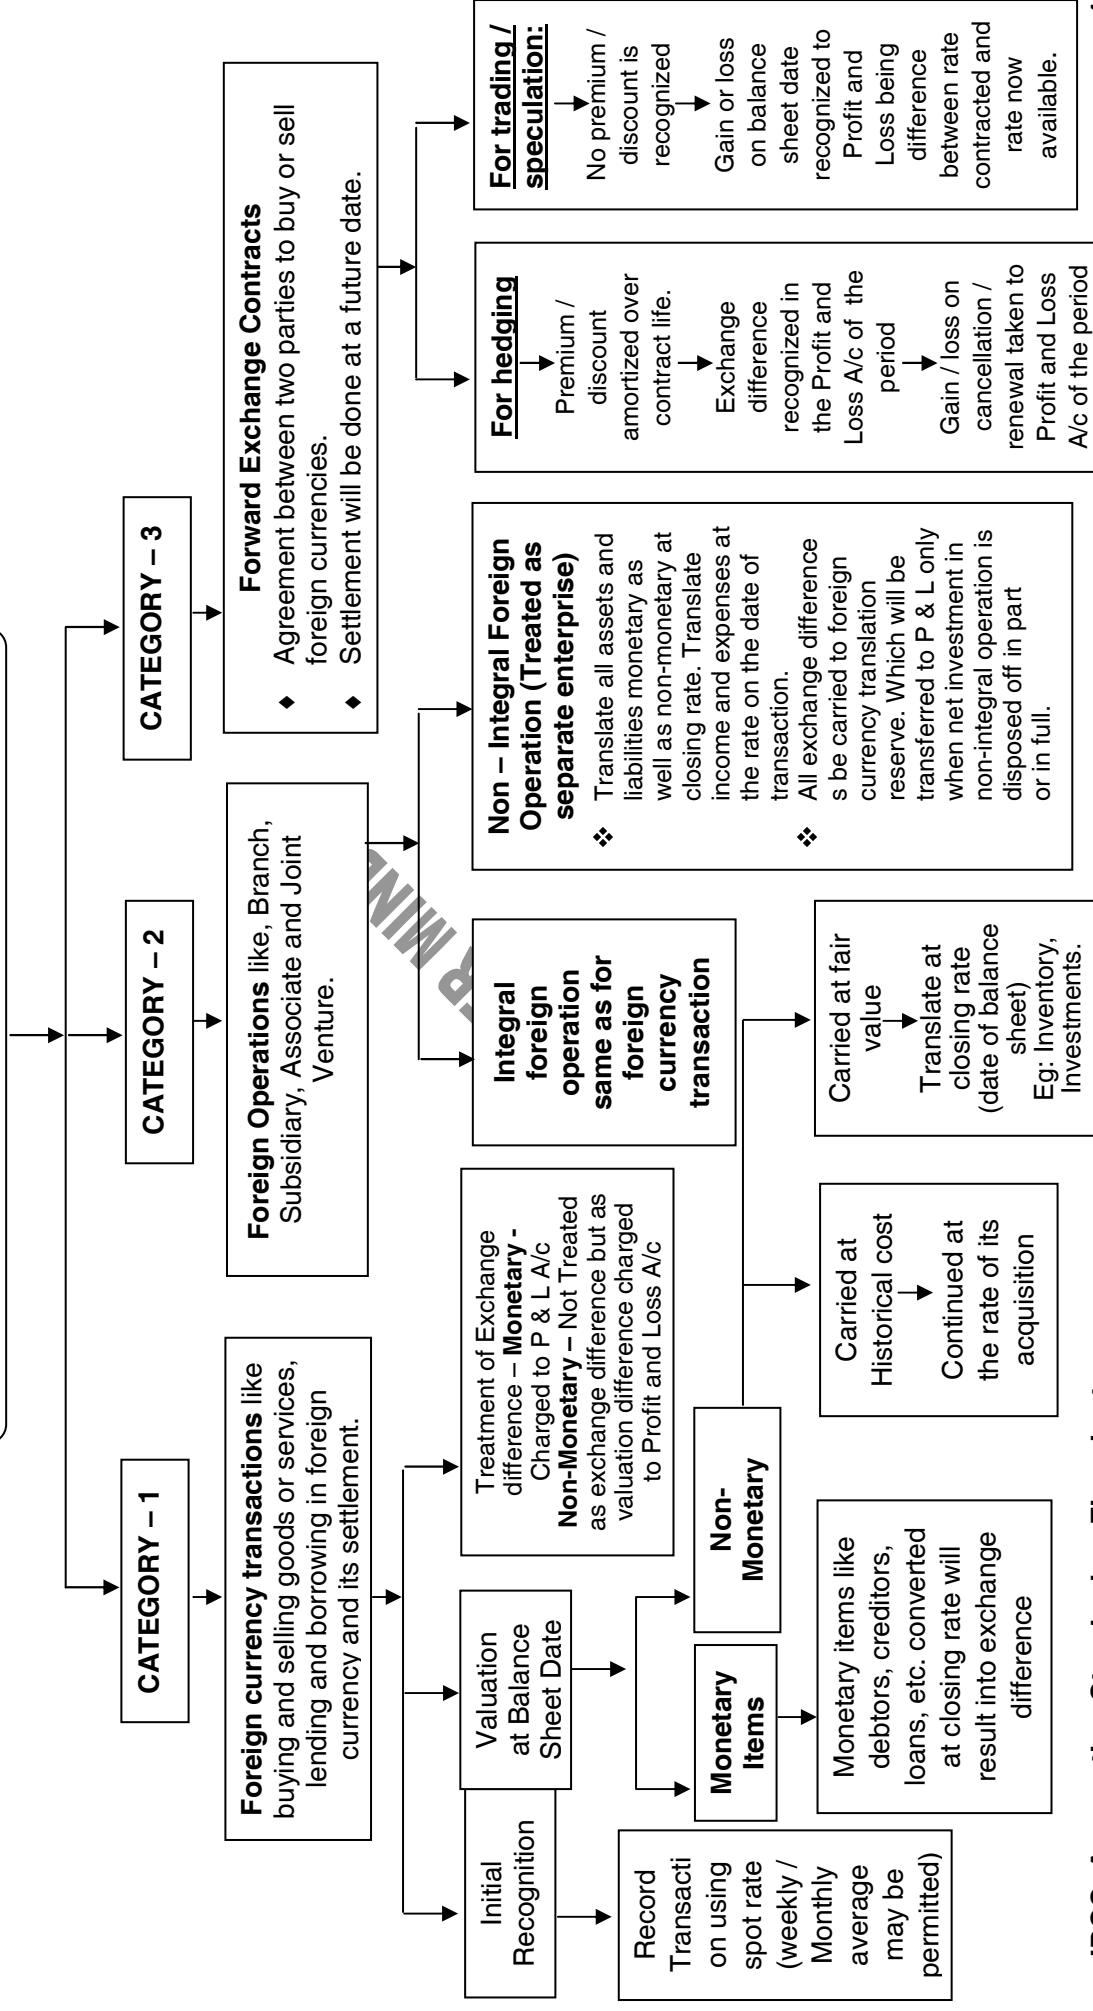 CATEGORY – 1
Foreign currency transactions like
buying and selling goods or services,
lending and borrowing in foreign
currency and its settlement.
Initial
Recognition
Record
Transacti
on using
spot rate
(weekly /
Monthly
average
may be
permitted)
Valuation
at Balance
Sheet Date
Monetary
Items
Monetary items like
debtors, creditors,
loans, etc. converted
at closing rate will
result into exchange
difference
Non-
Monetary
Carried at
Historical cost
Continued at
the rate of its
acquisition
Carried at fair
value
Translate at
closing rate
(date of balance
sheet)
Eg: Inventory,
Investments.
Treatment of Exchange
difference – Monetary -
Charged to P & L A/c
Non-Monetary – Not Treated
as exchange difference but as
valuation difference charged
to Profit and Loss A/c
CATEGORY – 2
Foreign Operations like, Branch,
Subsidiary, Associate and Joint
Venture.
Integral
foreign
operation
same as for
foreign
currency
transaction
Non – Integral Foreign
Operation (Treated as
separate enterprise)
❖ Translate all assets and
liabilities monetary as
well as non-monetary at
closing rate. Translate
income and expenses at
the rate on the date of
transaction.
❖ All exchange difference
s be carried to foreign
currency translation
reserve. Which will be
transferred to P & L only
when net investment in
non-integral operation is
disposed off in part
or in full.
CATEGORY – 3
Forward Exchange Contracts
♦ Agreement between two parties to buy or sell
foreign currencies.
♦ Settlement will be done at a future date.
For hedging
Premium /
discount
amortized over
contract life.
Exchange
difference
recognized in
the Profit and
Loss A/c of the
period
Gain / loss on
cancellation /
renewal taken to
Profit and Loss
A/c of the period
For trading /
speculation:
No premium /
discount is
recognized
Gain or loss
on balance
sheet date
recognized to
Profit and
Loss being
difference
between rate
contracted and
rate now
available.